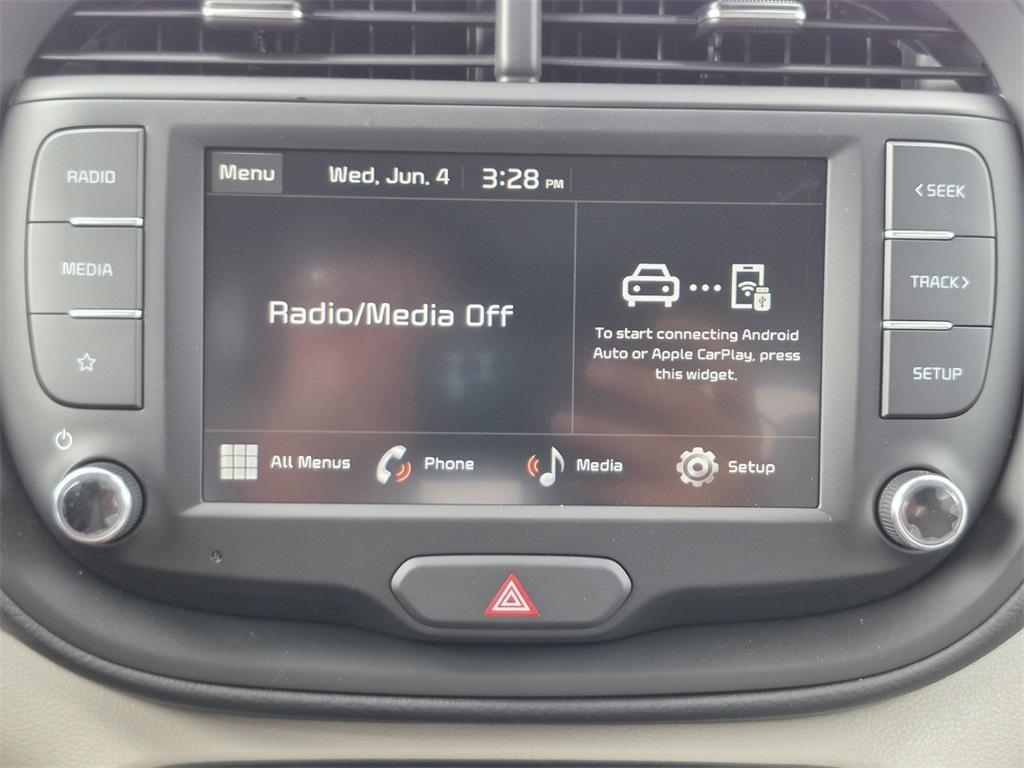 RADIO
MEDIA
Menu
Wed, Jun. 4
3:28 PM
Radio/Media Off
To start connecting Android
Auto or Apple CarPlay, press
this widget.
All Menus
Phone
Media
Setup
< SEEK
TRACK >
SETUP